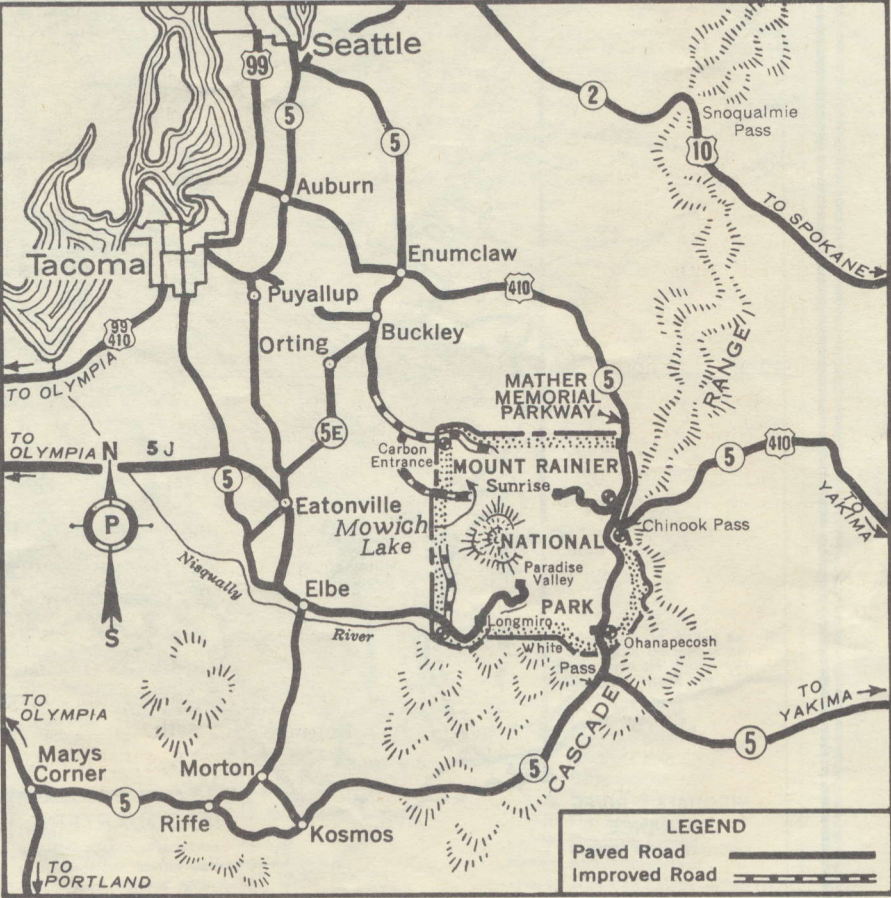 Seattle
99
5
5
2
Snoqualmie
Pass
10
TO SPOKANE
Auburn
Enumclaw
410
Tacoma
Puyallup
Buckley
Orting
99
410
TO OLYMPIA
MATHER
MEMORIAL
PARKWAY
5
RANGE
5E
Carbon
Entrance
MOUNT RAINIER
Sunrise
TO
OLYMPIA
N
5 J
5
5
410
TO
YAKIMA
P
S
Eatonville
Mowich
Lake
NATIONAL
Chinook Pass
Paradise
Valley
PARK
Nisqually
River
Elbe
Longmire
White
Pass
Ohanapecosh
TO
YAKIMA
5
CASCADE
5
TO
OLYMPIA
Marys
Corner
5
Morton
Riffe
Kosmos
TO
PORTLAND
LEGEND
Paved Road
Improved Road